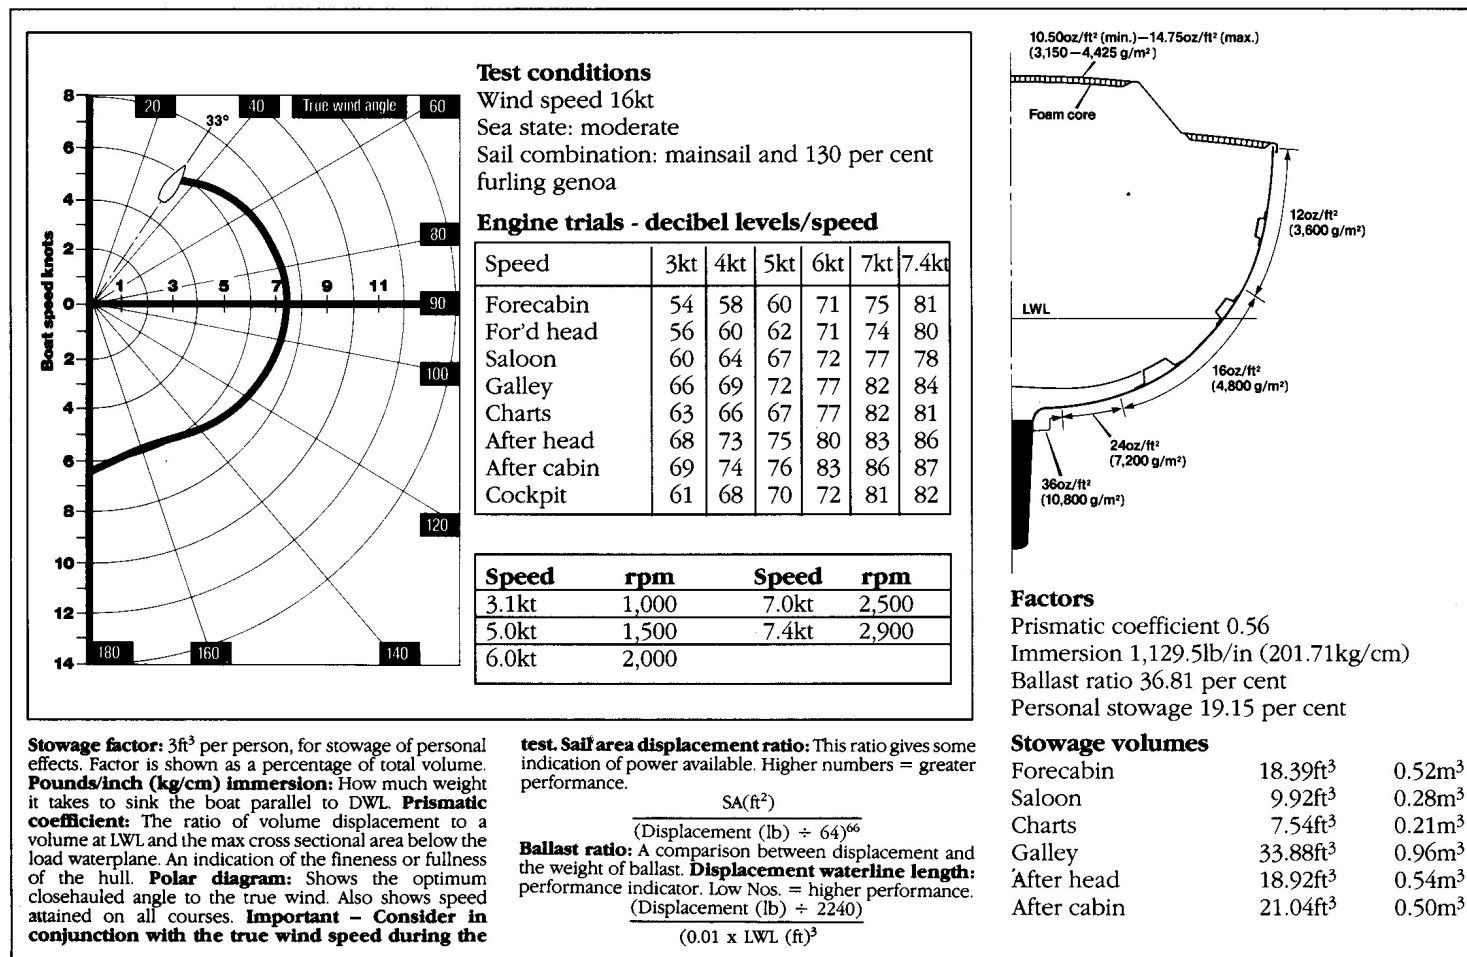 8
6
4
2
0
2
4
6
8
10
12
14
Boat speed knots
20
40
True wind angle
60
33°
80
1 3 5 7 9 11
90
100
120
140
160
180
Test conditions
Wind speed 16kt
Sea state: moderate
Sail combination: mainsail and 130 per cent
furling genoa
Engine trials - decibel levels/speed
Speed 3kt 4kt 5kt 6kt 7kt 7.4kt
Forecabin 54 58 60 71 75 81
For'd head 56 60 62 71 74 80
Saloon 60 64 67 72 77 78
Galley 66 69 72 77 82 84
Charts 63 66 67 77 82 81
After head 68 73 75 80 83 86
After cabin 69 74 76 83 86 87
Cockpit 61 68 70 72 81 82
Speed rpm Speed rpm
3.1kt 1,000 7.0kt 2,500
5.0kt 1,500 7.4kt 2,900
6.0kt 2,000
Stowage factor: 3ft³ per person, for stowage of personal
effects. Factor is shown as a percentage of total volume.
Pounds/inch (kg/cm) immersion: How much weight
it takes to sink the boat parallel to DWL. Prismatic
coefficient: The ratio of volume displacement to a
volume at LWL and the max cross sectional area below the
load waterplane. An indication of the fineness or fullness
of the hull. Polar diagram: Shows the optimum
closehauled angle to the true wind. Also shows speed
attained on all courses. Important – Consider in
conjunction with the true wind speed during the
test. Sail area displacement ratio: This ratio gives some
indication of power available. Higher numbers = greater
performance.
SA(ft²)
(Displacement (lb) ÷ 64)⁶⁶
Ballast ratio: A comparison between displacement and
the weight of ballast. Displacement waterline length:
performance indicator. Low Nos. = higher performance.
(Displacement (lb) ÷ 2240)
(0.01 x LWL (ft)³
10.50oz/ft² (min.)–14.75oz/ft² (max.)
(3,150–4,425 g/m²)
Foam core
12oz/ft²
(3,600 g/m²)
LWL
16oz/ft²
(4,800 g/m²)
24oz/ft²
(7,200 g/m²)
36oz/ft²
(10,800 g/m²)
Factors
Prismatic coefficient 0.56
Immersion 1,129.5lb/in (201.71kg/cm)
Ballast ratio 36.81 per cent
Personal stowage 19.15 per cent
Stowage volumes
Forecabin 18.39ft³ 0.52m³
Saloon 9.92ft³ 0.28m³
Charts 7.54ft³ 0.21m³
Galley 33.88ft³ 0.96m³
After head 18.92ft³ 0.54m³
After cabin 21.04ft³ 0.50m³